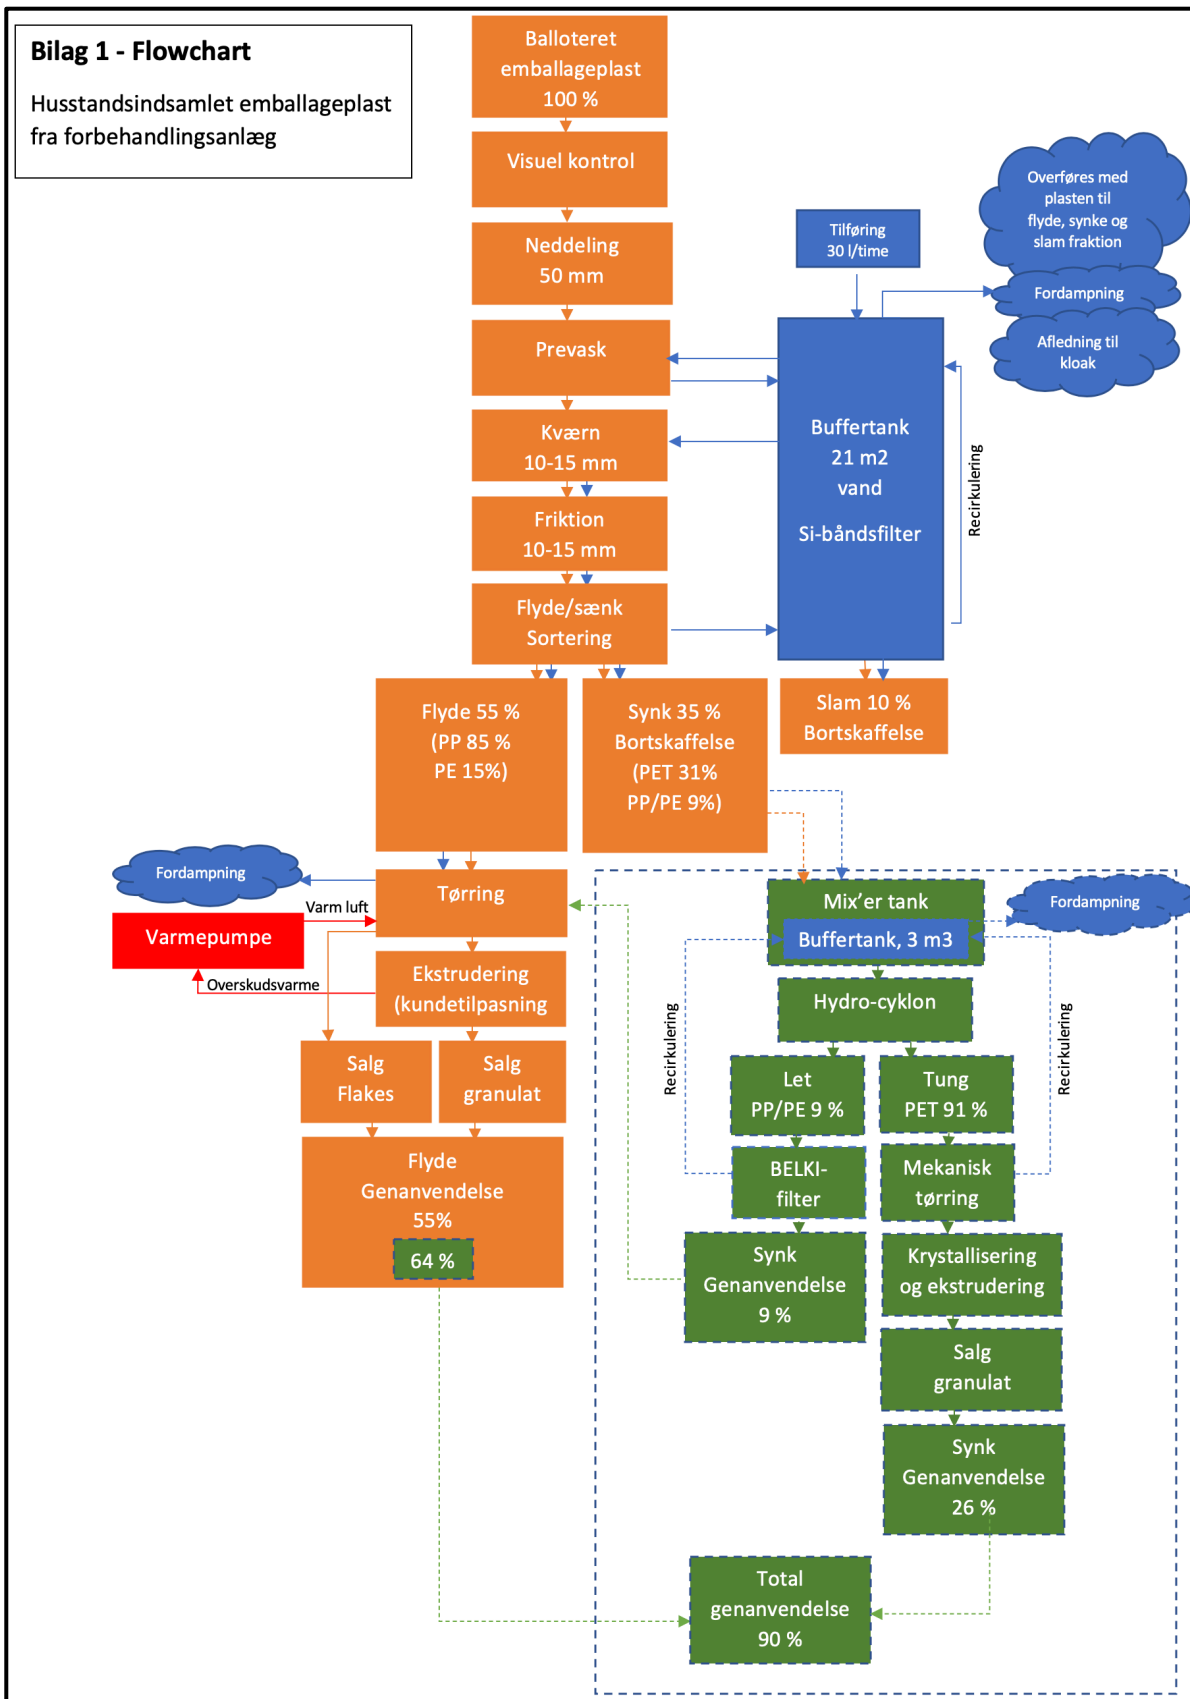 Bilag 1 - Flowchart
Husstandsindsamlet emballageplast
fra forbehandlingsanlæg
Balloteret
emballageplast
100 %
Visuel kontrol
Neddeling
50 mm
Prevask
Kværn
10-15 mm
Friktion
10-15 mm
Flyde/sænk
Sortering
Tilføring
30 l/time
Overføres med
plasten til
flyde, synke og
slam fraktion
Fordampning
Afledning til
kloak
Buffertank
21 m2
vand
Si-båndsfilter
Recirkulering
Flyde 55 %
(PP 85 %
PE 15%)
Synk 35 %
Bortskaffelse
(PET 31%
PP/PE 9%)
Slam 10 %
Bortskaffelse
Fordampning
Tørring
Varm luft
Varmepumpe
Overskudsvarme
Ekstrudering
(kundetilpasning
Salg
Flakes
Salg
granulat
Flyde
Genanvendelse
55%
64 %
Mix'er tank
Buffertank, 3 m3
Fordampning
Hydro-cyklon
Recirkulering
Recirkulering
Let
PP/PE 9 %
Tung
PET 91 %
BELKI-
filter
Mekanisk
tørring
Synk
Genanvendelse
9 %
Krystallisering
og ekstrudering
Salg
granulat
Synk
Genanvendelse
26 %
Total
genanvendelse
90 %